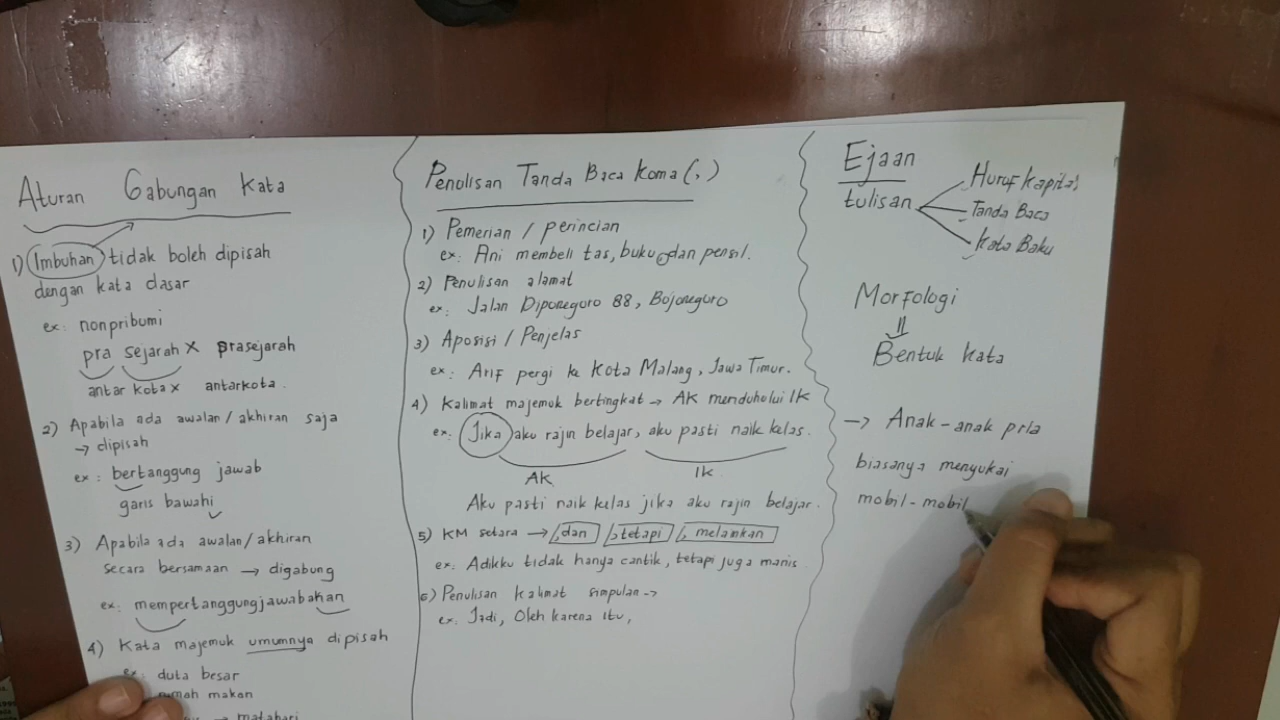 Aturan Gabungan Kata
1) Imbuhan tidak boleh dipisah
dengan kata dasar
ex: nonpribumi
pra sejarah X prasejarah
antar kota X antarkota.
2) Apabila ada awalan/akhiran saja
→ dipisah
ex: bertanggung jawab
garis bawahi
3) Apabila ada awalan/akhiran
secara bersamaan → digabung
ex: mempertanggungjawabakan
4) Kata majemuk umumnya dipisah
ex: duta besar
rumah makan
→ matahari
Penulisan Tanda Baca Koma (,)
1) Pemerian / perincian
ex: Ani membeli tas, buku, dan pensil.
2) Penulisan alamat
ex: Jalan Diponegoro 88, Bojonegoro
3) Aposisi / Penjelas
ex: Arif pergi ke Kota Malang, Jawa Timur.
4) Kalimat majemuk bertingkat → AK menduhului IK
ex: Jika aku rajin belajar, aku pasti naik kelas.
AK IK
Aku pasti naik kelas jika aku rajin belajar.
5) KM setara → , dan / , tetapi / , melainkan
ex: Adikku tidak hanya cantik, tetapi juga manis
6) Penulisan kalimat simpulan →
ex: Jadi, Oleh karena itu,
Ejaan
tulisan
Huruf Kapital
Tanda Baca
Kata Baku
Morfologi
Bentuk Kata
→ Anak-anak pria
biasanya menyukai
mobil-mobil